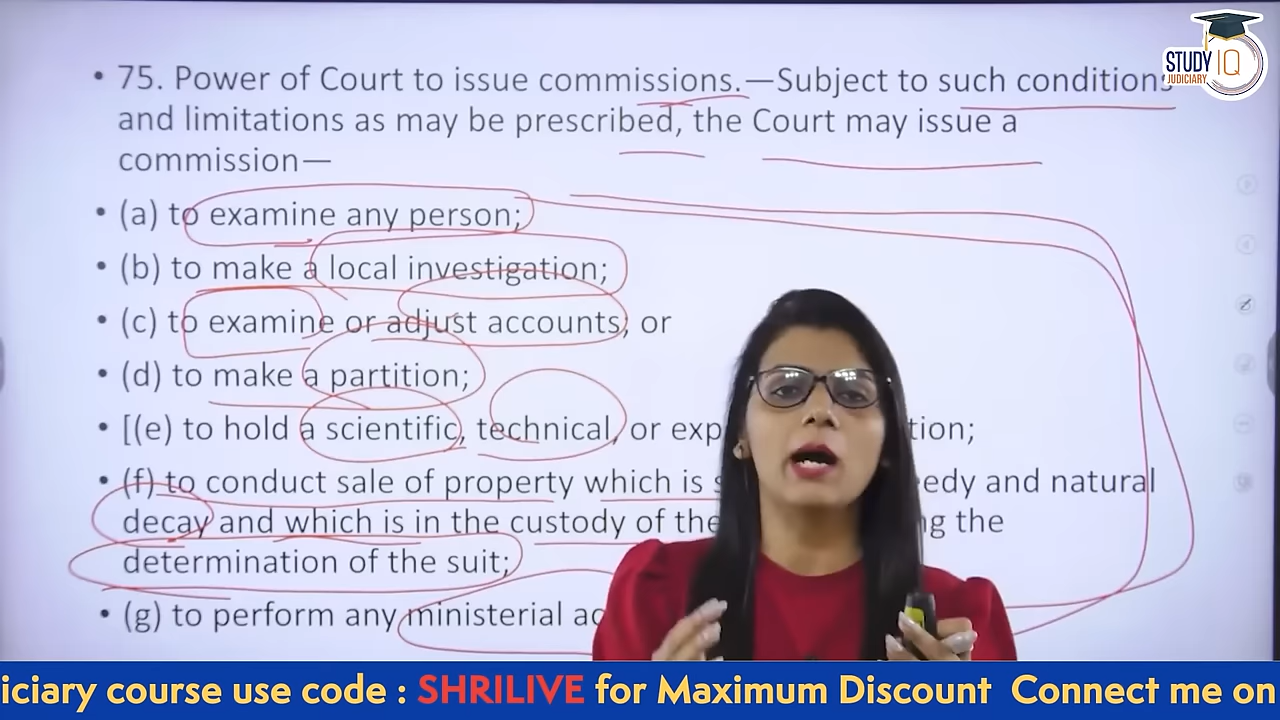 STUDY IQ
JUDICIARY
• 75. Power of Court to issue commissions.—Subject to such conditions
and limitations as may be prescribed, the Court may issue a
commission—
• (a) to examine any person;
• (b) to make a local investigation;
• (c) to examine or adjust accounts; or
• (d) to make a partition;
• [(e) to hold a scientific, technical, or exp tion;
• (f) to conduct sale of property which is s edy and natural
decay and which is in the custody of the ng the
determination of the suit;
• (g) to perform any ministerial ac
iciary course use code : SHRILIVE for Maximum Discount Connect me on